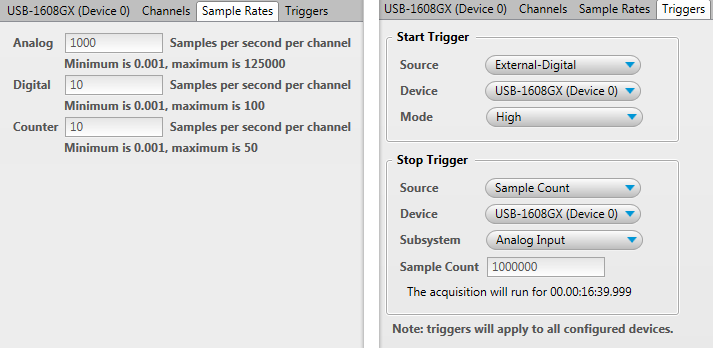 USB-1608GX (Device 0) Channels Sample Rates Triggers
Analog 1000 Samples per second per channel
Minimum is 0.001, maximum is 125000
Digital 10 Samples per second per channel
Minimum is 0.001, maximum is 100
Counter 10 Samples per second per channel
Minimum is 0.001, maximum is 50
USB-1608GX (Device 0) Channels Sample Rates Triggers
Start Trigger
Source External-Digital
Device USB-1608GX (Device 0)
Mode High
Stop Trigger
Source Sample Count
Device USB-1608GX (Device 0)
Subsystem Analog Input
Sample Count 1000000
The acquisition will run for 00.00:16:39.999
Note: triggers will apply to all configured devices.